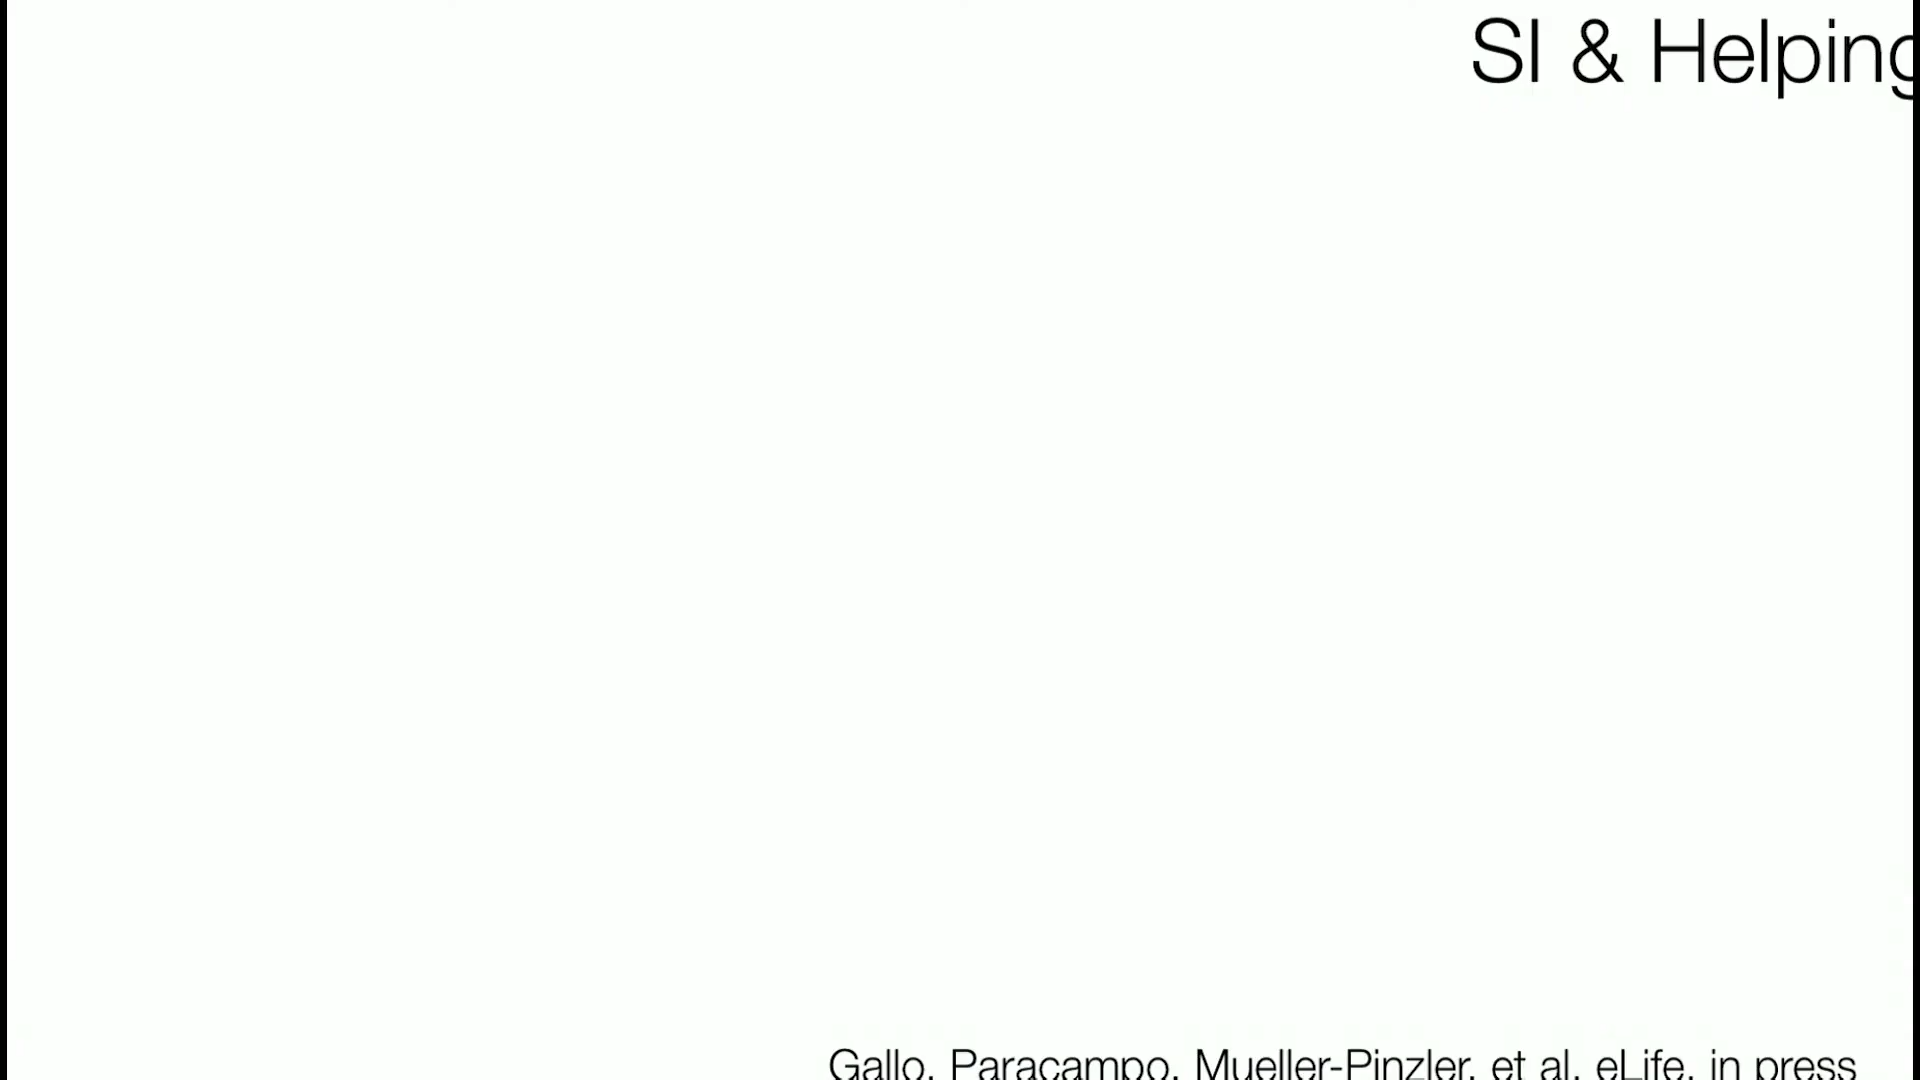 SI & Helping
Gallo, Paracampo, Mueller-Pinzler, et al, eLife, in press